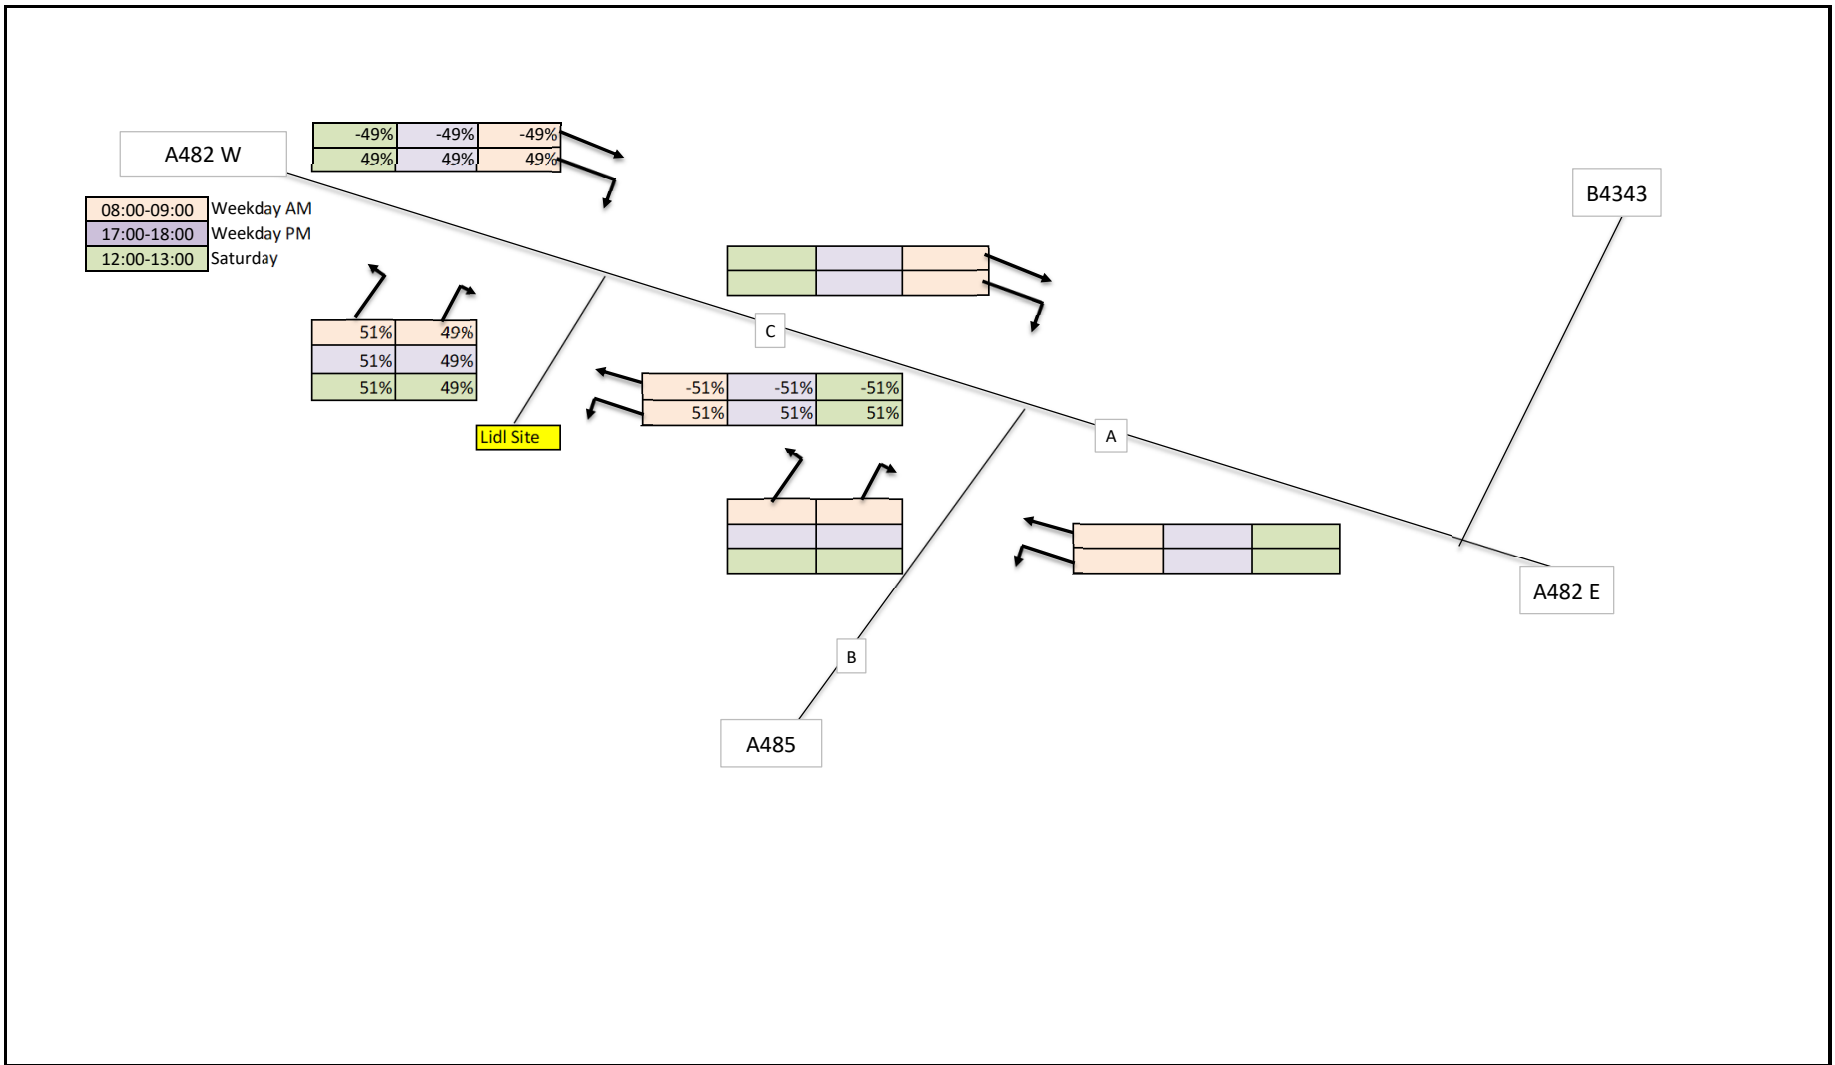 -49% -49% -49%
A482 W
49% 49% 49%
B4343
08:00-09:00 Weekday AM
17:00-18:00 Weekday PM
12:00-13:00 Saturday
C
51% 49%
51% 49%
51% 49%
-51% -51% -51%
51% 51% 51%
Lidl Site
A
A482 E
B
A485